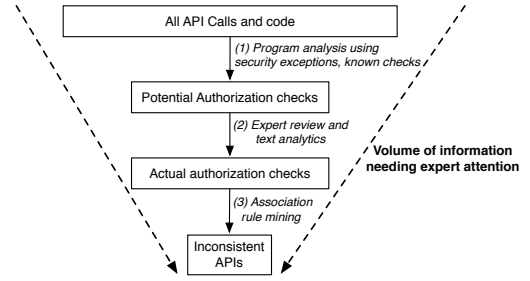 All API Calls and code
(1) Program analysis using
security exceptions, known checks
Potential Authorization checks
(2) Expert review and
text analytics
Volume of information
needing expert attention
Actual authorization checks
(3) Association
rule mining
Inconsistent
APIs